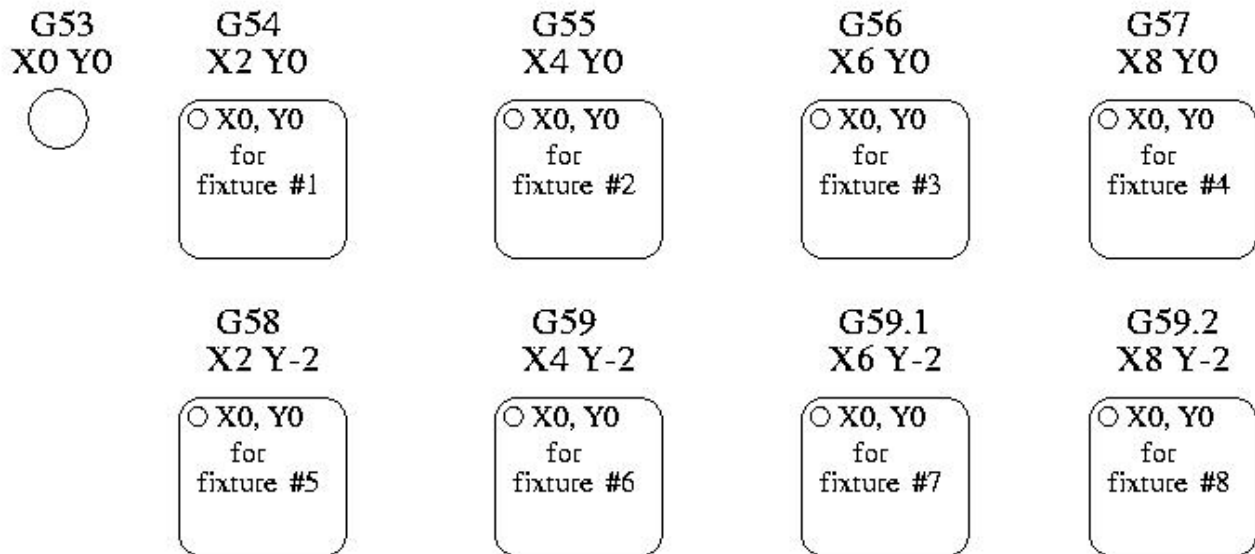 G53 G54 G55 G56 G57
X0 Y0 X2 Y0 X4 Y0 X6 Y0 X8 Y0
X0, Y0 X0, Y0 X0, Y0 X0, Y0
for for for for
fixture #1 fixture #2 fixture #3 fixture #4
G58 G59 G59.1 G59.2
X2 Y-2 X4 Y-2 X6 Y-2 X8 Y-2
X0, Y0 X0, Y0 X0, Y0 X0, Y0
for for for for
fixture #5 fixture #6 fixture #7 fixture #8